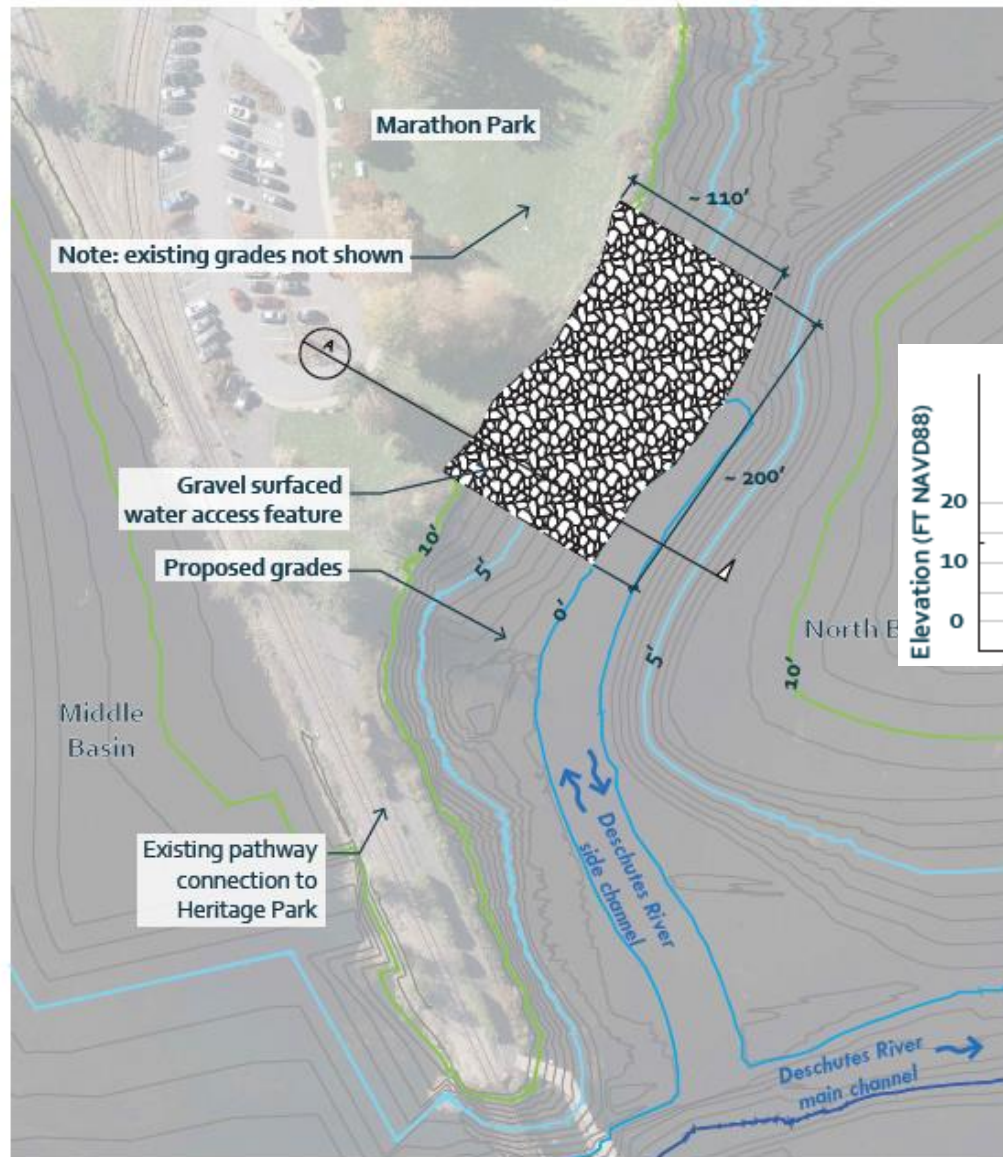 Marathon Park
~ 110'
Note: existing grades not shown
A
Gravel surfaced
water access feature
~ 200'
Elevation (FT NAVD88)
20
10
0
10'
5'
0'
Proposed grades
5'
10'
North
Middle
Basin
Existing pathway
connection to
Heritage Park
Deschutes River
side channel
Deschutes River
main channel